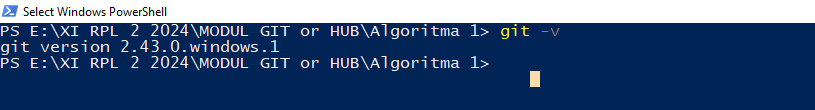 Select Windows PowerShell
PS E:\XI RPL 2 2024\MODUL GIT or HUB\Algoritma 1> git -v
git version 2.43.0.windows.1
PS E:\XI RPL 2 2024\MODUL GIT or HUB\Algoritma 1>